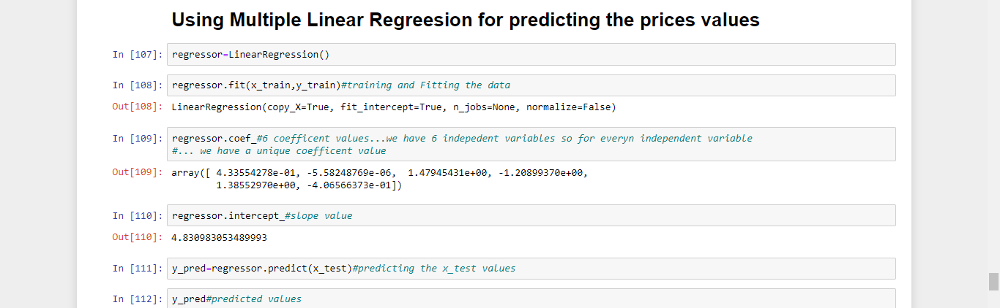 Using Multiple Linear Regreesion for predicting the prices values
In [107]: regressor=LinearRegression()
In [108]: regressor.fit(x_train,y_train)#training and Fitting the data
Out[108]: LinearRegression(copy_X=True, fit_intercept=True, n_jobs=None, normalize=False)
In [109]: regressor.coef_#6 coefficent values...we have 6 indepedent variables so for everyn independent variable
#... we have a unique coefficent value
Out[109]: array([ 4.33554278e-01, -5.58248769e-06,  1.47945431e+00, -1.20899370e+00,
1.38552970e+00, -4.06566373e-01])
In [110]: regressor.intercept_#slope value
Out[110]: 4.830983053489993
In [111]: y_pred=regressor.predict(x_test)#predicting the x_test values
In [112]: y_pred#predicted values